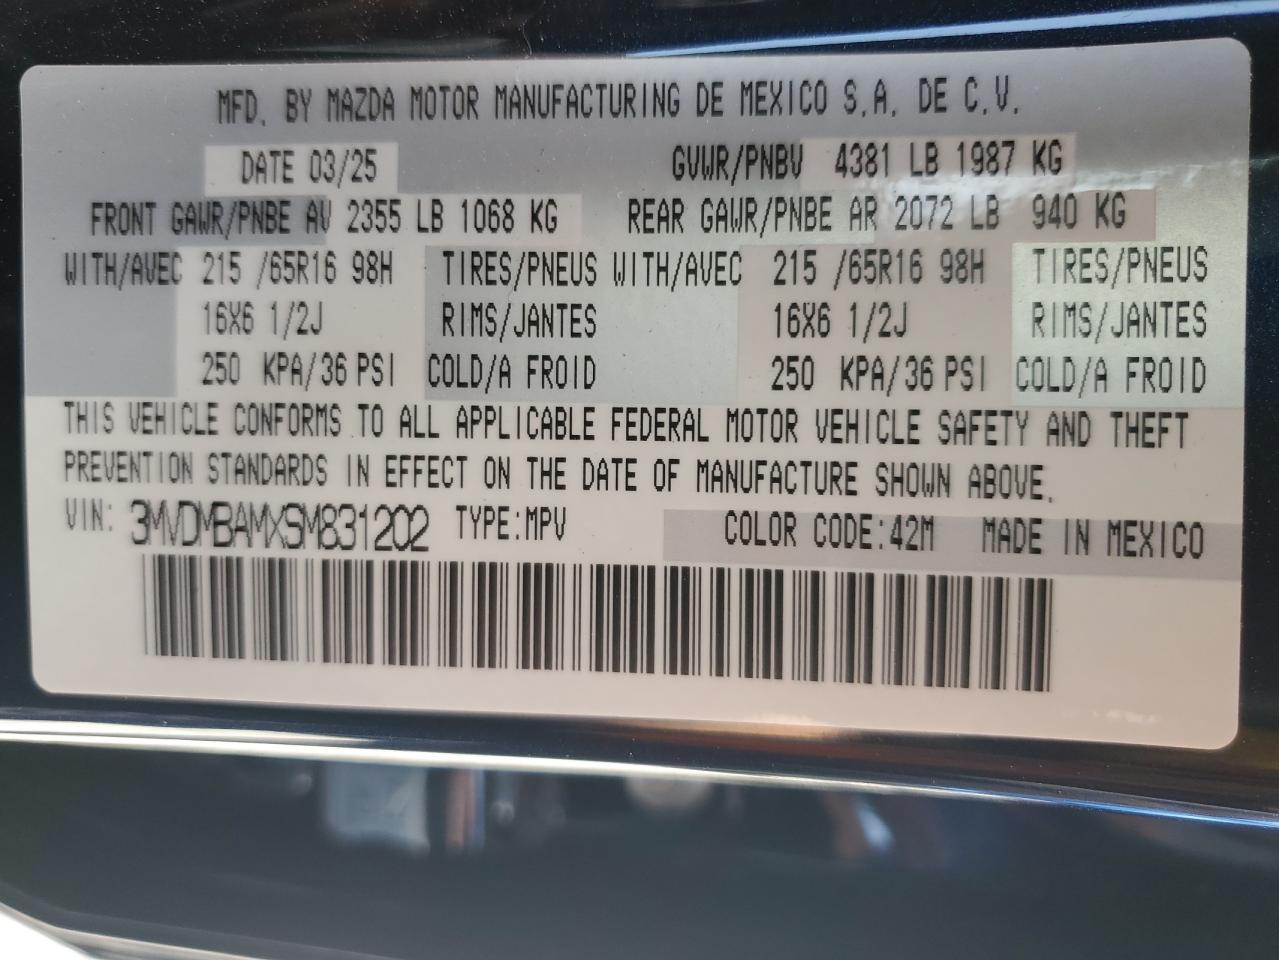 MFD. BY MAZDA MOTOR MANUFACTURING DE MEXICO S.A. DE C.V.
DATE 03/25 GVWR/PNBV 4381 LB 1987 KG
FRONT GAWR/PNBE AV 2355 LB 1068 KG REAR GAWR/PNBE AR 2072 LB 940 KG
WITH/AVEC 215 /65R16 98H TIRES/PNEUS WITH/AVEC 215 /65R16 98H TIRES/PNEUS
16X6 1/2J RIMS/JANTES 16X6 1/2J RIMS/JANTES
250 KPA/36 PSI COLD/A FROID 250 KPA/36 PSI COLD/A FROID
THIS VEHICLE CONFORMS TO ALL APPLICABLE FEDERAL MOTOR VEHICLE SAFETY AND THEFT
PREVENTION STANDARDS IN EFFECT ON THE DATE OF MANUFACTURE SHOWN ABOVE.
VIN: 3MVDMBAMXSM831202 TYPE:MPV COLOR CODE:42M MADE IN MEXICO